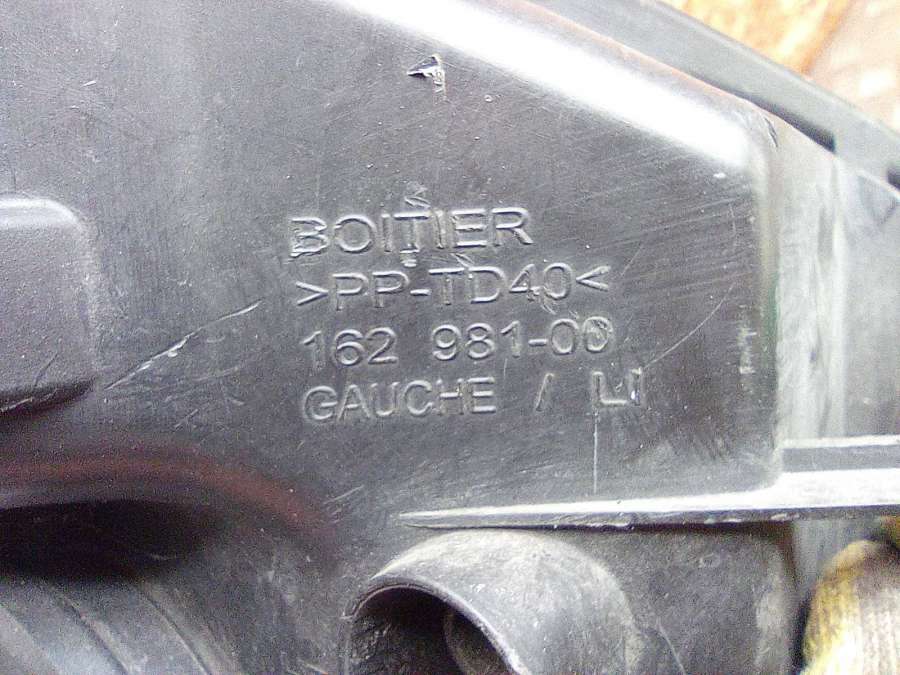 BOITIER
>PP-TD40<
162 981-00
GAUCHE / LI